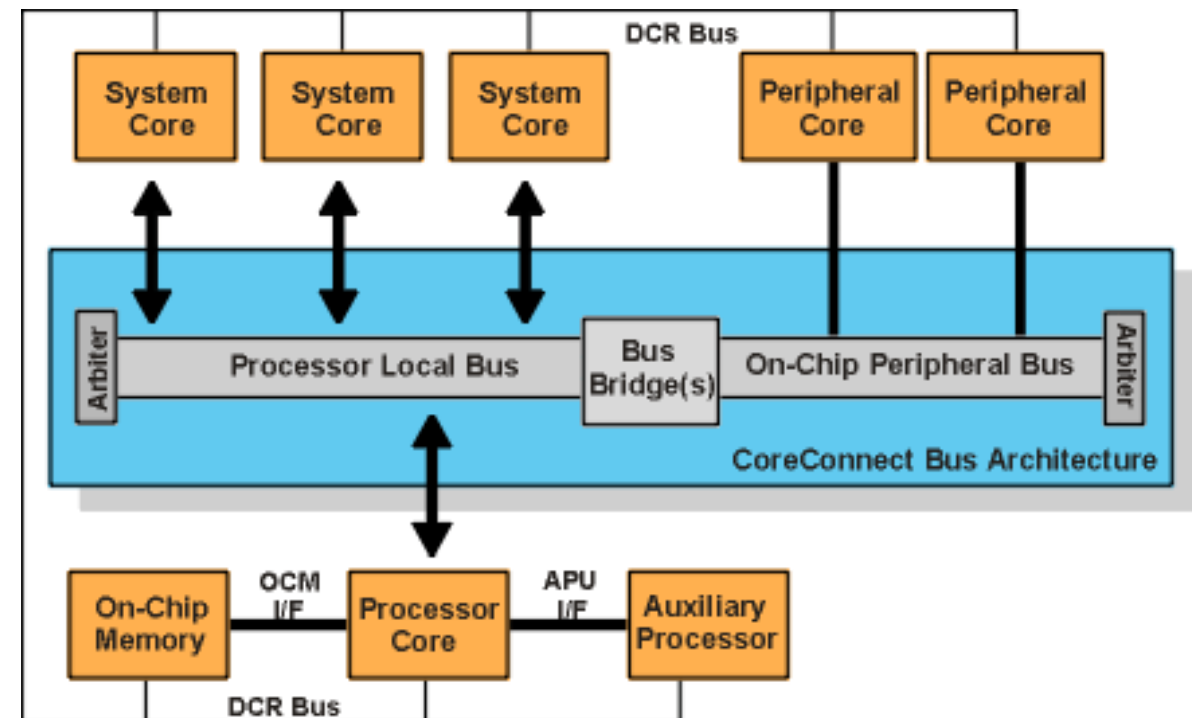 DCR Bus
System
Core
System
Core
System
Core
Peripheral
Core
Peripheral
Core
Arbiter
Processor Local Bus
Bus
Bridge(s)
On-Chip Peripheral Bus
Arbiter
CoreConnect Bus Architecture
On-Chip
Memory
OCM
I/F
Processor
Core
APU
I/F
Auxiliary
Processor
DCR Bus